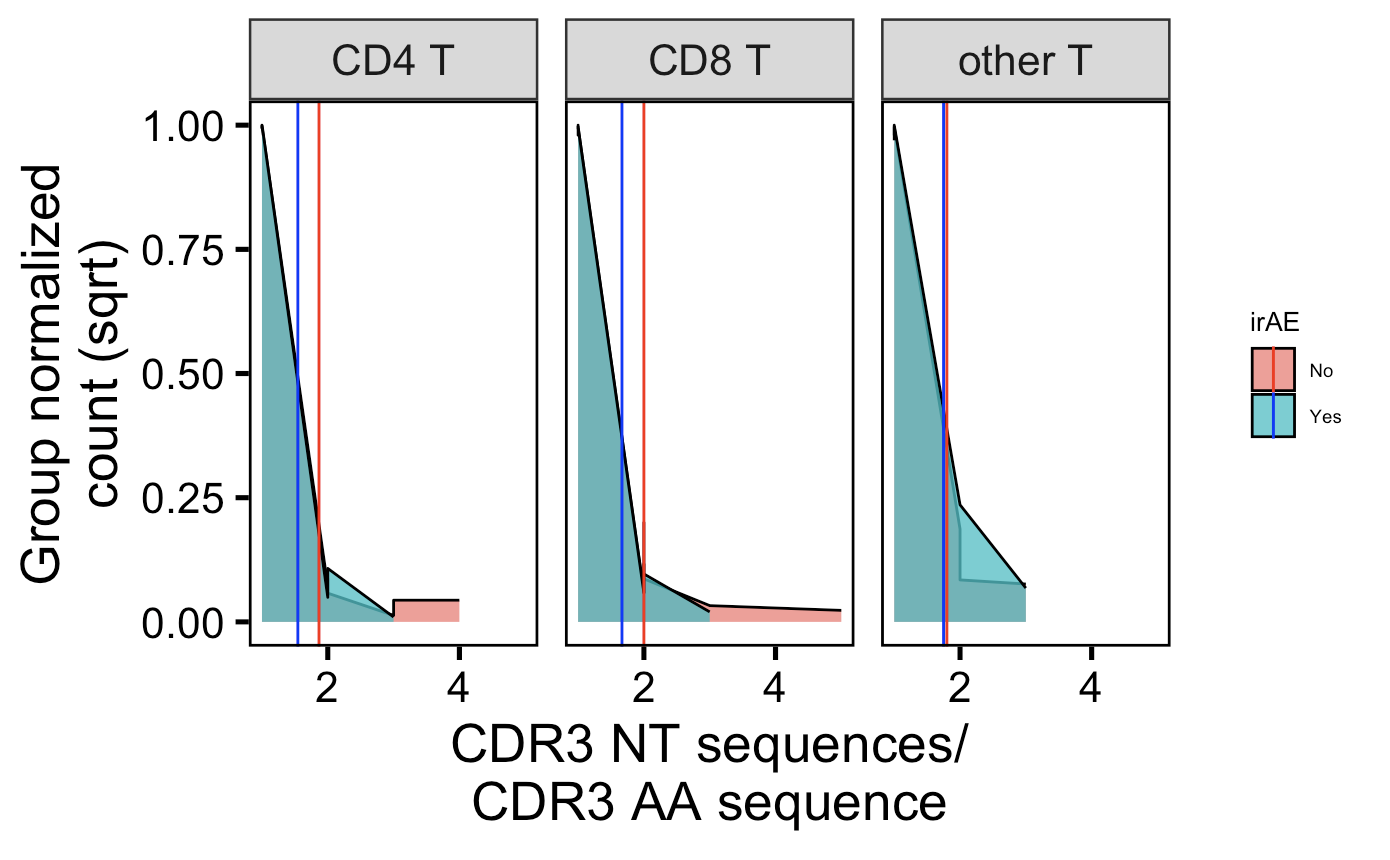 CD4 T
CD8 T
other T
Group normalized
count (sqrt)
1.00
0.75
0.50
0.25
0.00
2
4
2
4
2
4
CDR3 NT sequences/
CDR3 AA sequence
irAE
No
Yes